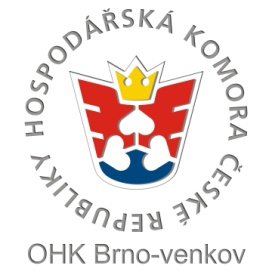 HOSPODÁŘSKÁ KOMORA ČESKÉ REPUBLIKY
OHK Brno-venkov